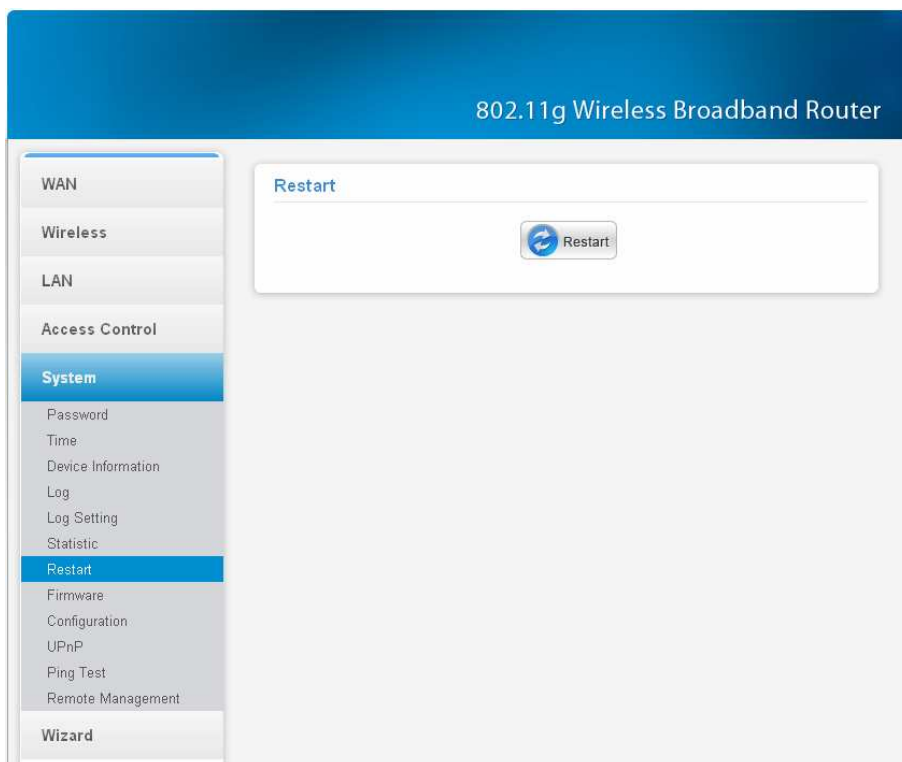 802.11g Wireless Broadband Router
WAN
Wireless
LAN
Access Control
System
Password
Time
Device Information
Log
Log Setting
Statistic
Restart
Firmware
Configuration
UPnP
Ping Test
Remote Management
Wizard
Restart
Restart